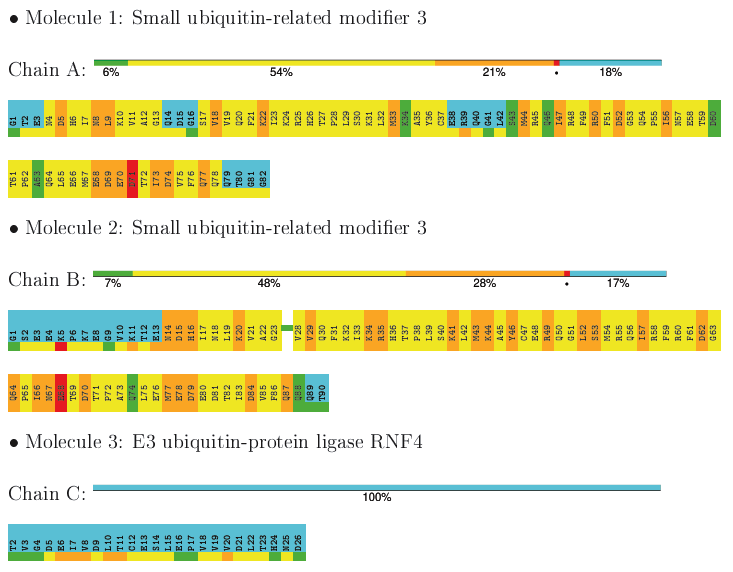 • Molecule 1: Small ubiquitin-related modifier 3
Chain A: 6% 54% 21% • 18%
G1 T2 E3 N4 D5 H6 I7 N8 L9 K10 V11 A12 G13 Q14 D15 G16 S17 V18 V19 Q20 F21 K22 I23 K24 R25 H26 T27 P28 L29 S30 K31 L32 M33 K34 A35 Y36 C37 E38 R39 Q40 G41 L42 S43 M44 R45 Q46 I47 R48 F49 R50 F51 D52 G53 Q54 P55 I56 N57 E58 T59 D60
T61 P62 A63 Q64 L65 E66 M67 E68 D69 E70 D71 T72 I73 D74 V75 F76 Q77 Q78 Q79 T80 G81 G82
• Molecule 2: Small ubiquitin-related modifier 3
Chain B: 7% 48% 28% • 17%
G1 S2 E3 E4 K5 P6 K7 E8 G9 V10 K11 T12 E13 N14 D15 H16 I17 N18 L19 K20 V21 A22 G23 V28 V29 Q30 F31 K32 I33 K34 R35 H36 T37 P38 L39 S40 K41 L42 M43 K44 A45 Y46 C47 E48 R49 Q50 G51 L52 S53 M54 R55 Q56 I57 R58 F59 R60 F61 D62 G63
Q64 P65 I66 N67 E68 T69 D70 T71 P72 A73 Q74 L75 E76 M77 E78 D79 E80 D81 T82 I83 D84 V85 F86 Q87 Q88 Q89 T90
• Molecule 3: E3 ubiquitin-protein ligase RNF4
Chain C: 100%
T2 V3 V4 D5 E6 I7 V8 D9 L10 T11 C12 E13 S14 L15 E16 P17 V18 V19 V20 D21 L22 T23 H24 N25 D26